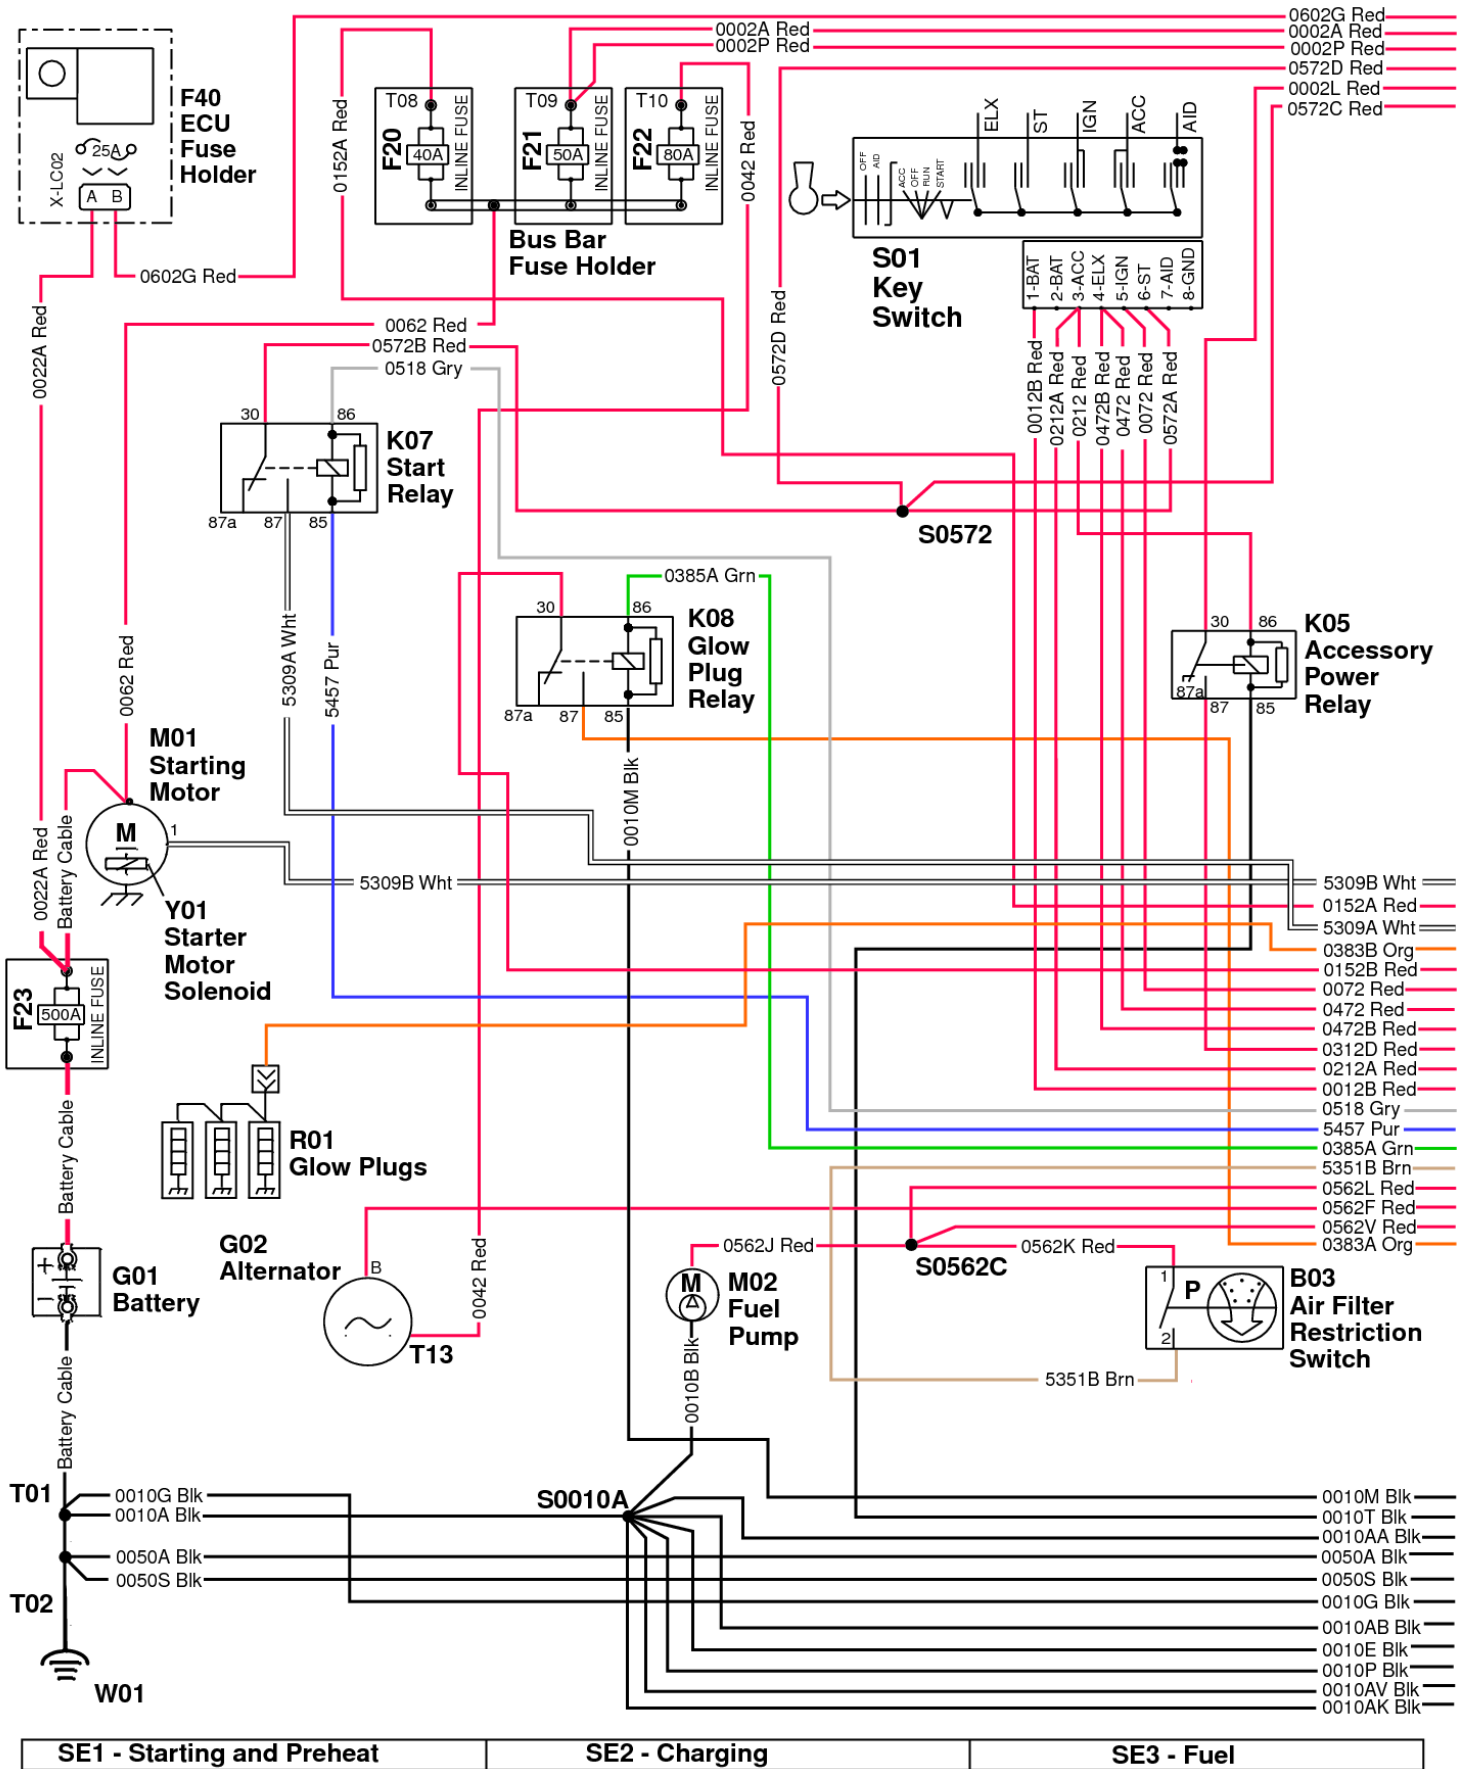 0602G Red
0002A Red
0002A Red
0002P Red
0002P Red
0572D Red
0002L Red
0572C Red
F40
ECU
Fuse
Holder
25A
X-LC02
A B
0602G Red
0022A Red
0152A Red
T08
F20
40A
INLINE FUSE
T09
F21
50A
INLINE FUSE
T10
F22
80A
INLINE FUSE
0042 Red
Bus Bar
Fuse Holder
ELX
ST
IGN
ACC
AID
OFF
AID
ACC
OFF
RUN
START
S01
Key
Switch
1-BAT
2-BAT
3-ACC
4-ELX
5-IGN
6-ST
7-AID
8-GND
0062 Red
0572B Red
0518 Gry
0572D Red
0012B Red
0212A Red
0212 Red
0472B Red
0472 Red
0072 Red
0572A Red
30
86
K07
Start
Relay
87a
87
85
S0572
0385A Grn
5309A Wht
5457 Pur
0062 Red
30
86
K08
Glow
Plug
Relay
87a
87
85
30
86
K05
Accessory
Power
Relay
87a
87
85
0010M Blk
M01
Starting
Motor
M
1
0022A Red
Battery Cable
Y01
Starter
Motor
Solenoid
5309B Wht
F23
500A
INLINE FUSE
5309B Wht
0152A Red
5309A Wht
0383B Org
0152B Red
0072 Red
0472 Red
0472B Red
0312D Red
0212A Red
0012B Red
0518 Gry
5457 Pur
0385A Grn
5351B Brn
0562L Red
0562F Red
0562V Red
0383A Org
Battery Cable
R01
Glow Plugs
G01
Battery
+
−
G02
Alternator
B
T13
0042 Red
0562J Red
S0562C
0562K Red
M
M02
Fuel
Pump
1
P
2
B03
Air Filter
Restriction
Switch
5351B Brn
0010B Blk
Battery Cable
T01
0010G Blk
0010A Blk
0050A Blk
0050S Blk
T02
W01
S0010A
0010M Blk
0010T Blk
0010AA Blk
0050A Blk
0050S Blk
0010G Blk
0010AB Blk
0010E Blk
0010P Blk
0010AV Blk
0010AK Blk
SE1 - Starting and Preheat
SE2 - Charging
SE3 - Fuel